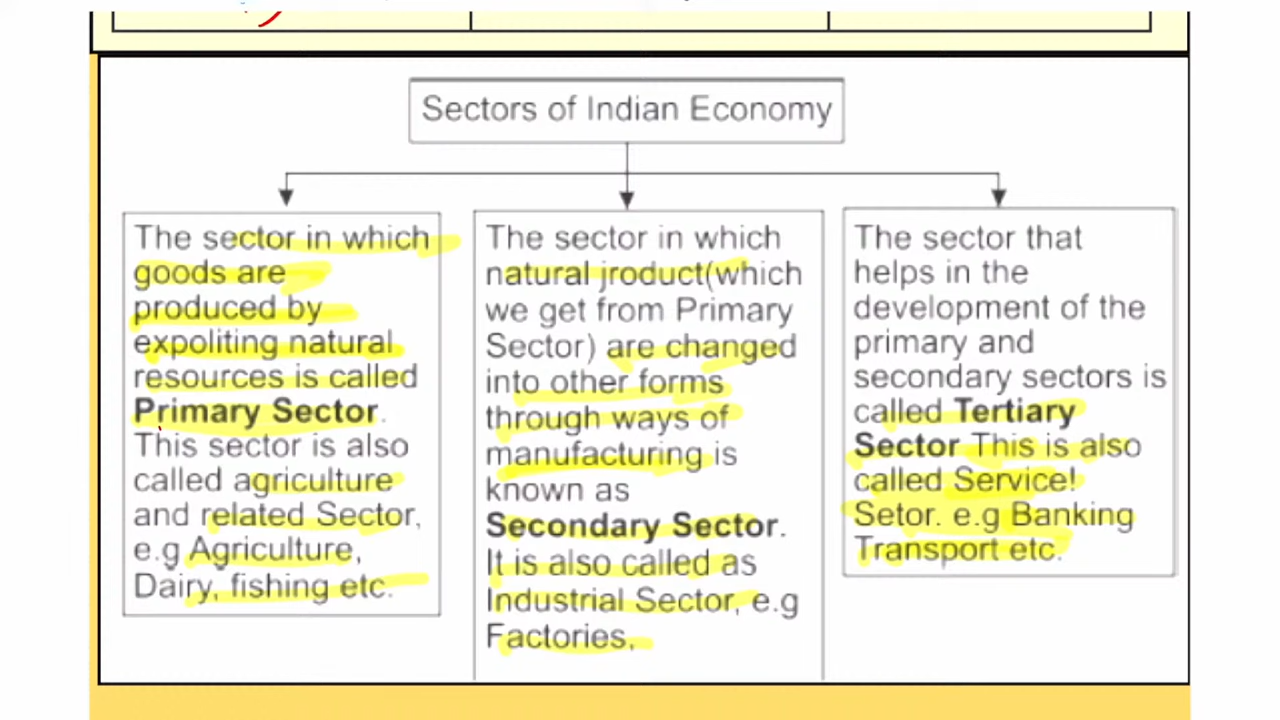 Sectors of Indian Economy
The sector in which
goods are
produced by
expoliting natural
resources is called
Primary Sector.
This sector is also
called agriculture
and related Sector,
e.g Agriculture,
Dairy, fishing etc.
The sector in which
natural jroduct(which
we get from Primary
Sector) are changed
into other forms
through ways of
manufacturing is
known as
Secondary Sector.
It is also called as
Industrial Sector, e.g
Factories,
The sector that
helps in the
development of the
primary and
secondary sectors is
called Tertiary
Sector This is also
called Service!
Setor. e.g Banking
Transport etc.